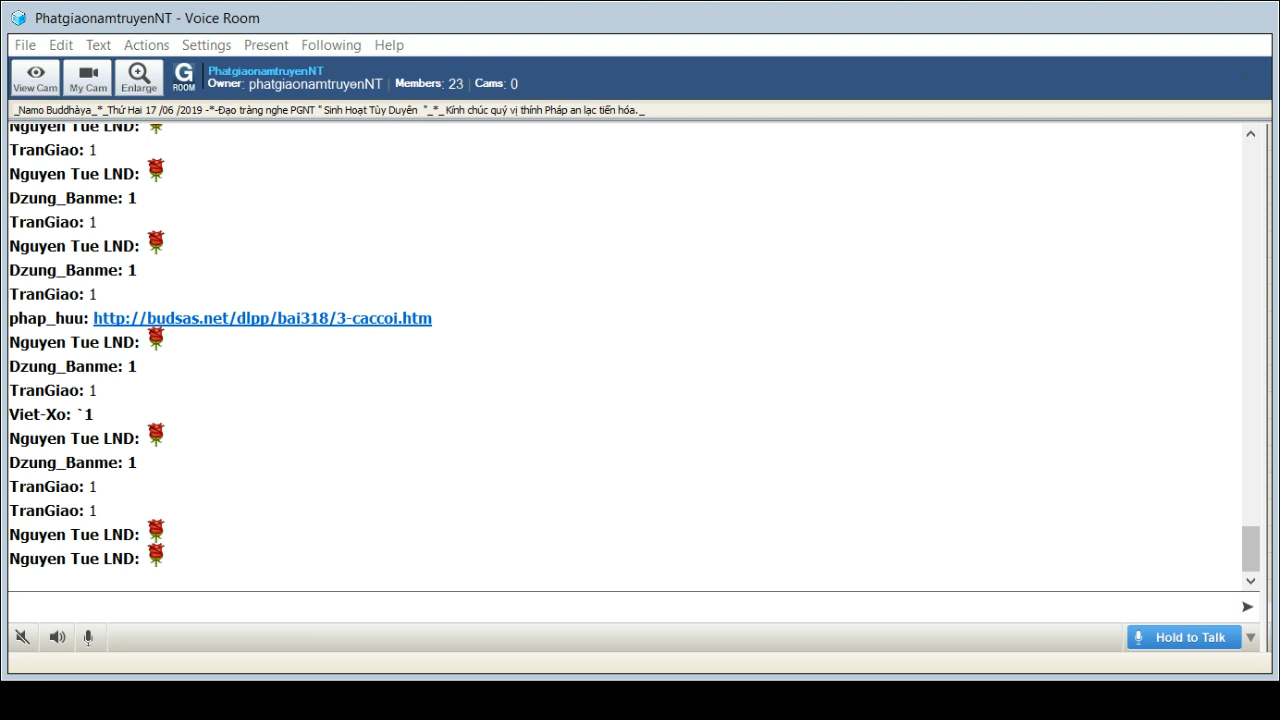 PhatgiaonamtruyenNT - Voice Room
File Edit Text Actions Settings Present Following Help
View Cam My Cam Enlarge G ROOM PhatgiaonamtruyenNT
Owner: phatgiaonamtruyenNT | Members: 23 | Cams: 0
_Namo Buddhàya_*_Thứ Hai 17 /06 /2019 -*-Đạo tràng nghe PGNT " Sinh Hoạt Tùy Duyên "_*_ Kính chúc quý vị thính Pháp an lạc tiến hóa._
Nguyen Tue LND:
TranGiao: 1
Nguyen Tue LND:
Dzung_Banme: 1
TranGiao: 1
Nguyen Tue LND:
Dzung_Banme: 1
TranGiao: 1
phap_huu: http://budsas.net/dlpp/bai318/3-caccoi.htm
Nguyen Tue LND:
Dzung_Banme: 1
TranGiao: 1
Viet-Xo: `1
Nguyen Tue LND:
Dzung_Banme: 1
TranGiao: 1
TranGiao: 1
Nguyen Tue LND:
Nguyen Tue LND:
Hold to Talk